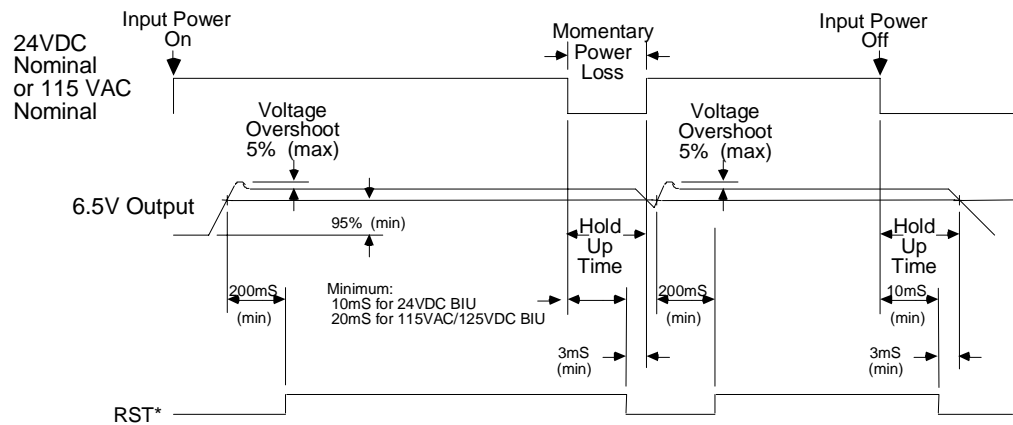 Input Power
On
24VDC
Nominal
or 115 VAC
Nominal
Momentary
Power
Loss
Input Power
Off
Voltage
Overshoot
5% (max)
Voltage
Overshoot
5% (max)
6.5V Output
95% (min)
Hold
Up
Time
Hold
Up
Time
200mS
(min)
Minimum:
10mS for 24VDC BIU
20mS for 115VAC/125VDC BIU
200mS
(min)
10mS
(min)
3mS
(min)
3mS
(min)
RST*